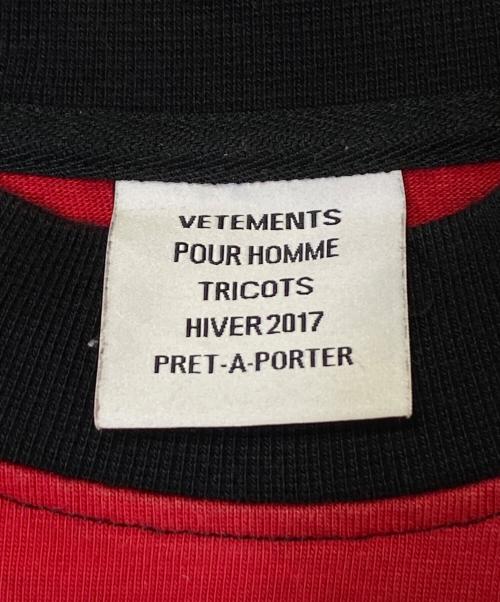 VETEMENTS
POUR HOMME
TRICOTS
HIVER 2017
PRET-A-PORTER